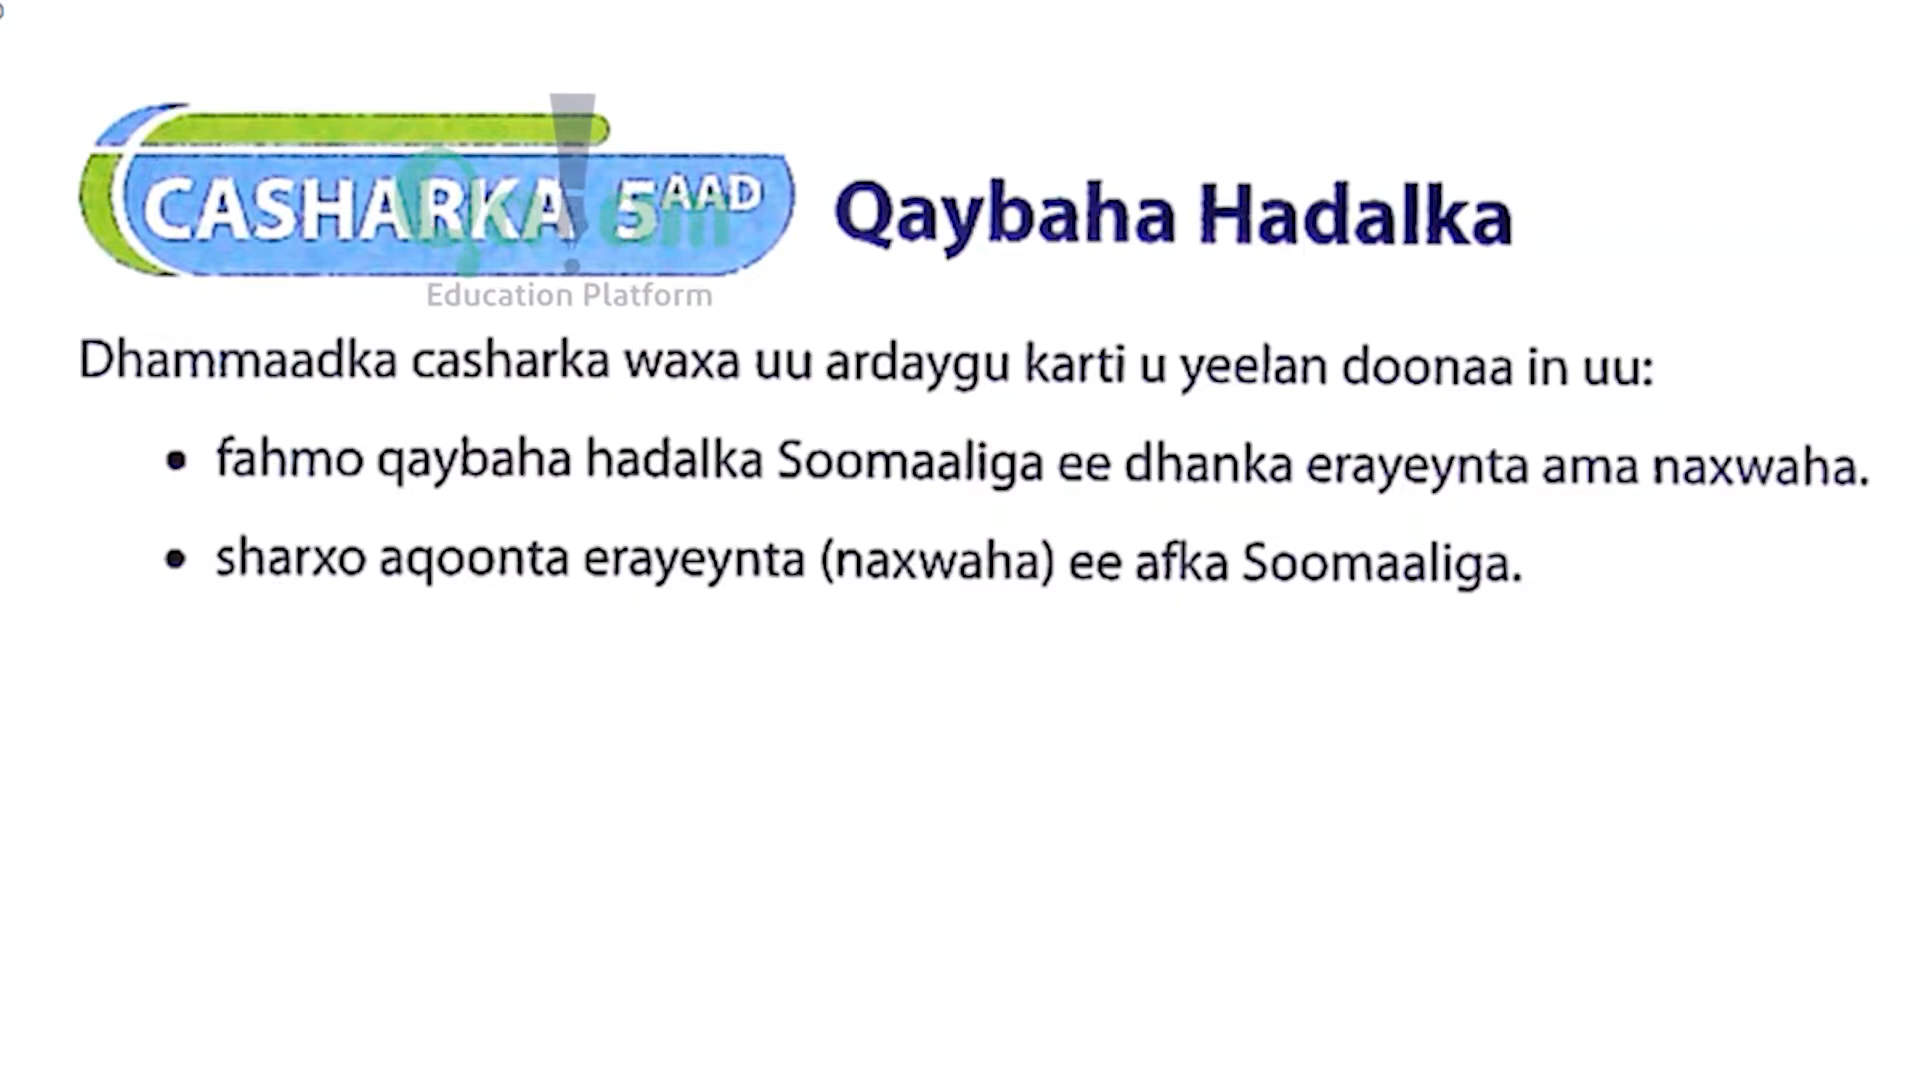 CASHARKA 5AAD Qaybaha Hadalka
Education Platform
Dhammaadka casharka waxa uu ardaygu karti u yeelan doonaa in uu:
• fahmo qaybaha hadalka Soomaaliga ee dhanka erayeynta ama naxwaha.
• sharxo aqoonta erayeynta (naxwaha) ee afka Soomaaliga.